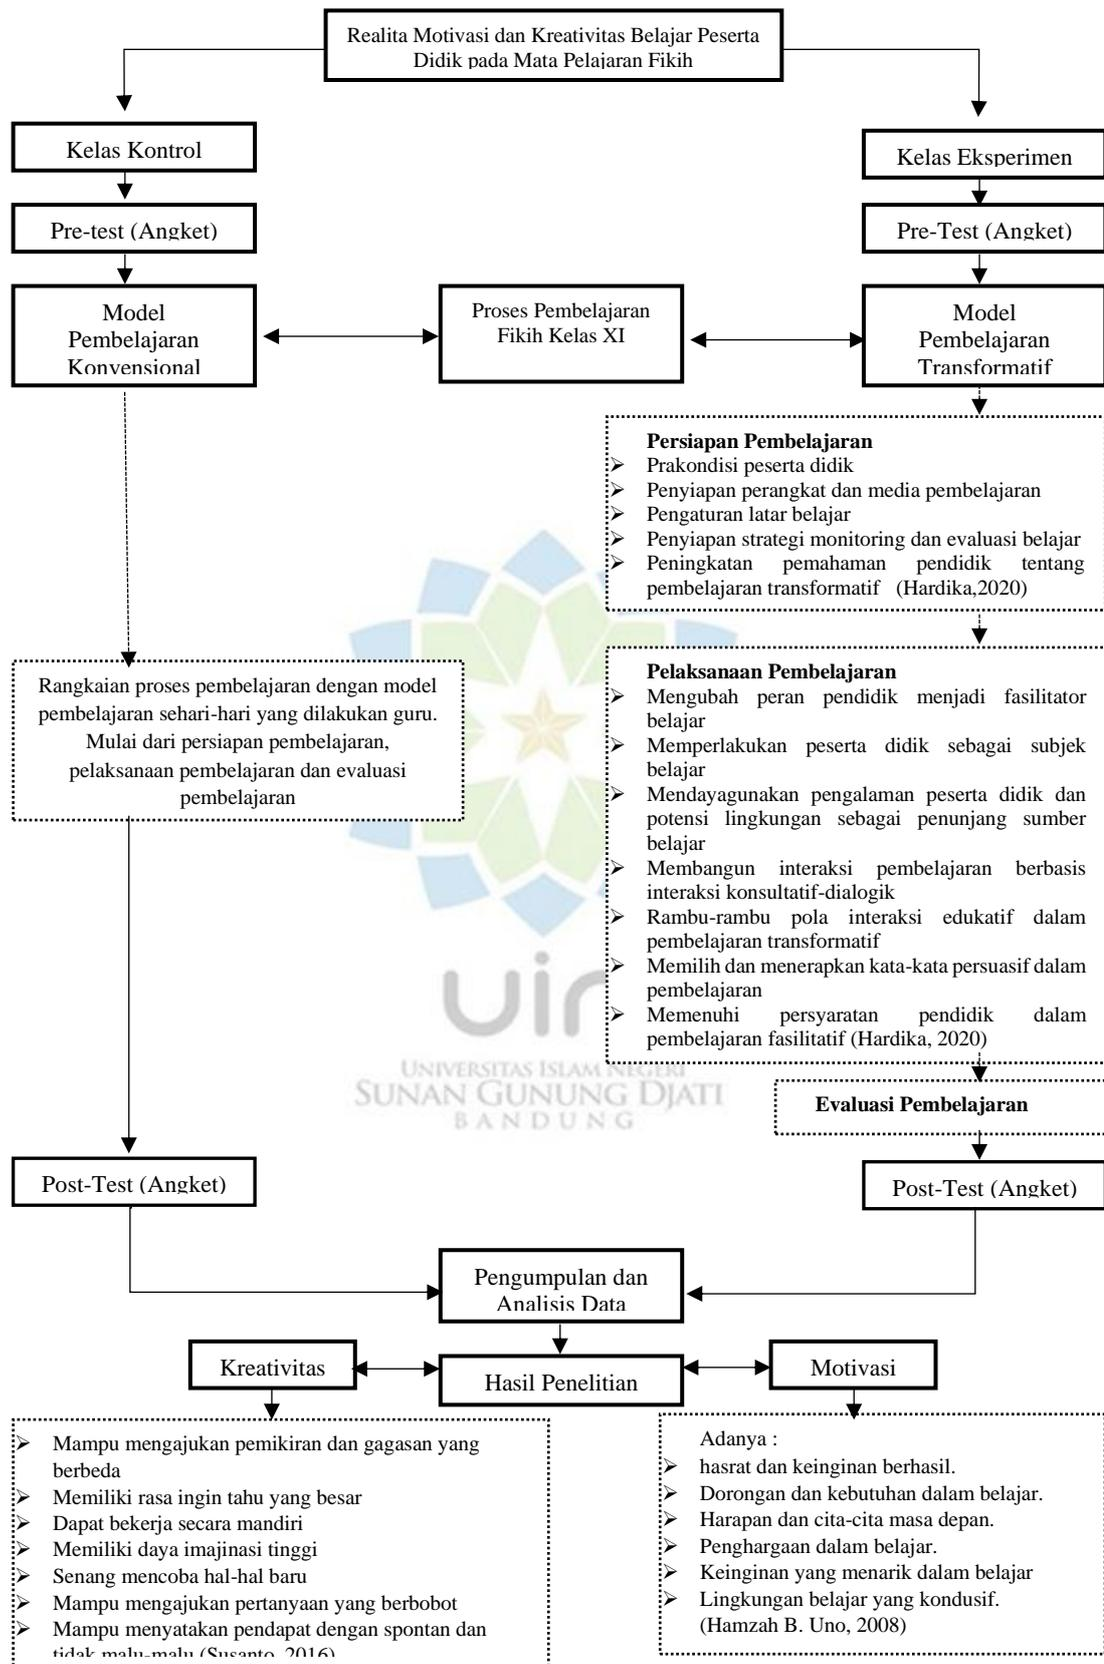 Realita Motivasi dan Kreativitas Belajar Peserta
Didik pada Mata Pelajaran Fikih
Kelas Kontrol
Kelas Eksperimen
Pre-test (Angket)
Pre-Test (Angket)
Model
Pembelajaran
Konvensional
Proses Pembelajaran
Fikih Kelas XI
Model
Pembelajaran
Transformatif
Persiapan Pembelajaran
➢ Prakondisi peserta didik
➢ Penyiapan perangkat dan media pembelajaran
➢ Pengaturan latar belajar
➢ Penyiapan strategi monitoring dan evaluasi belajar
➢ Peningkatan pemahaman pendidik tentang
pembelajaran transformatif (Hardika,2020)
Rangkaian proses pembelajaran dengan model
pembelajaran sehari-hari yang dilakukan guru.
Mulai dari persiapan pembelajaran,
pelaksanaan pembelajaran dan evaluasi
pembelajaran
Pelaksanaan Pembelajaran
➢ Mengubah peran pendidik menjadi fasilitator
belajar
➢ Memperlakukan peserta didik sebagai subjek
belajar
➢ Mendayagunakan pengalaman peserta didik dan
potensi lingkungan sebagai penunjang sumber
belajar
➢ Membangun interaksi pembelajaran berbasis
interaksi konsultatif-dialogik
➢ Rambu-rambu pola interaksi edukatif dalam
pembelajaran transformatif
➢ Memilih dan menerapkan kata-kata persuasif dalam
pembelajaran
➢ Memenuhi persyaratan pendidik dalam
pembelajaran fasilitatif (Hardika, 2020)
UNIVERSITAS ISLAM NEGERI
SUNAN GUNUNG DJATI
BANDUNG
Evaluasi Pembelajaran
Post-Test (Angket)
Post-Test (Angket)
Pengumpulan dan
Analisis Data
Kreativitas
Hasil Penelitian
Motivasi
➢ Mampu mengajukan pemikiran dan gagasan yang
berbeda
➢ Memiliki rasa ingin tahu yang besar
➢ Dapat bekerja secara mandiri
➢ Memiliki daya imajinasi tinggi
➢ Senang mencoba hal-hal baru
➢ Mampu mengajukan pertanyaan yang berbobot
➢ Mampu menyatakan pendapat dengan spontan dan
tidak malu-malu (Susanto, 2016)
Adanya :
➢ hasrat dan keinginan berhasil.
➢ Dorongan dan kebutuhan dalam belajar.
➢ Harapan dan cita-cita masa depan.
➢ Penghargaan dalam belajar.
➢ Keinginan yang menarik dalam belajar
➢ Lingkungan belajar yang kondusif.
(Hamzah B. Uno, 2008)